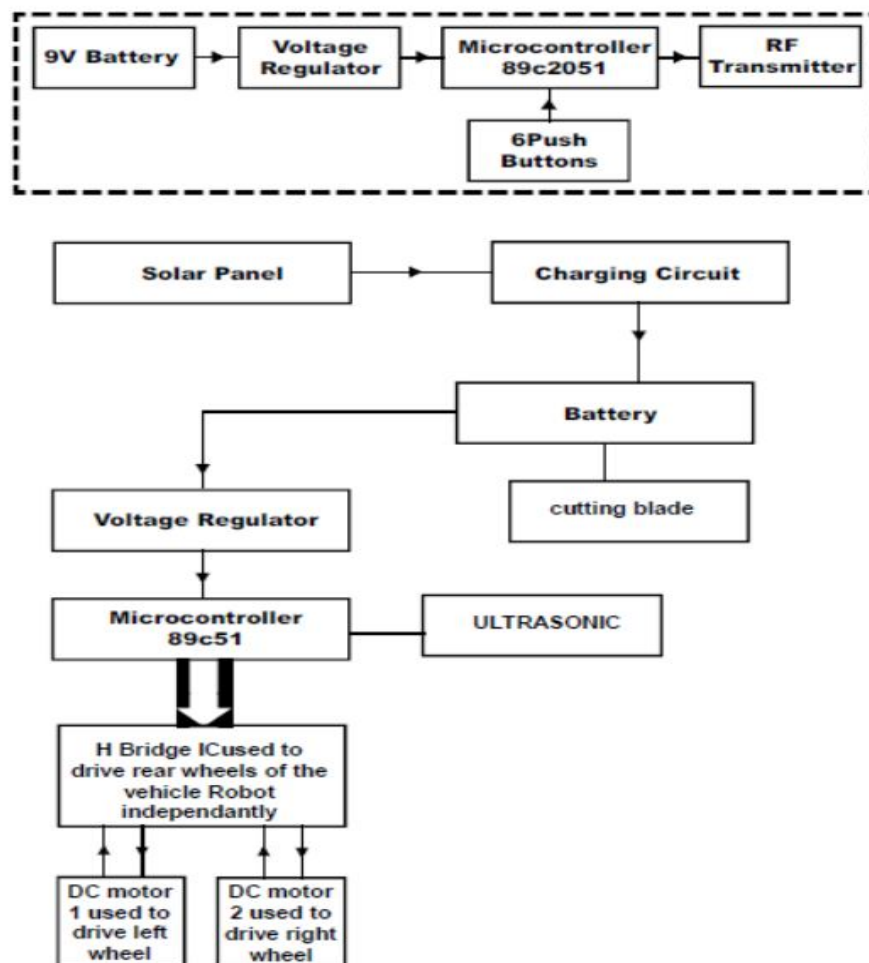 9V Battery
Voltage
Regulator
Microcontroller
89c2051
RF
Transmitter
6Push
Buttons
Solar Panel
Charging Circuit
Battery
cutting blade
Voltage Regulator
Microcontroller
89c51
ULTRASONIC
H Bridge ICused to
drive rear wheels of the
vehicle Robot
independantly
DC motor
1 used to
drive left
wheel
DC motor
2 used to
drive right
wheel